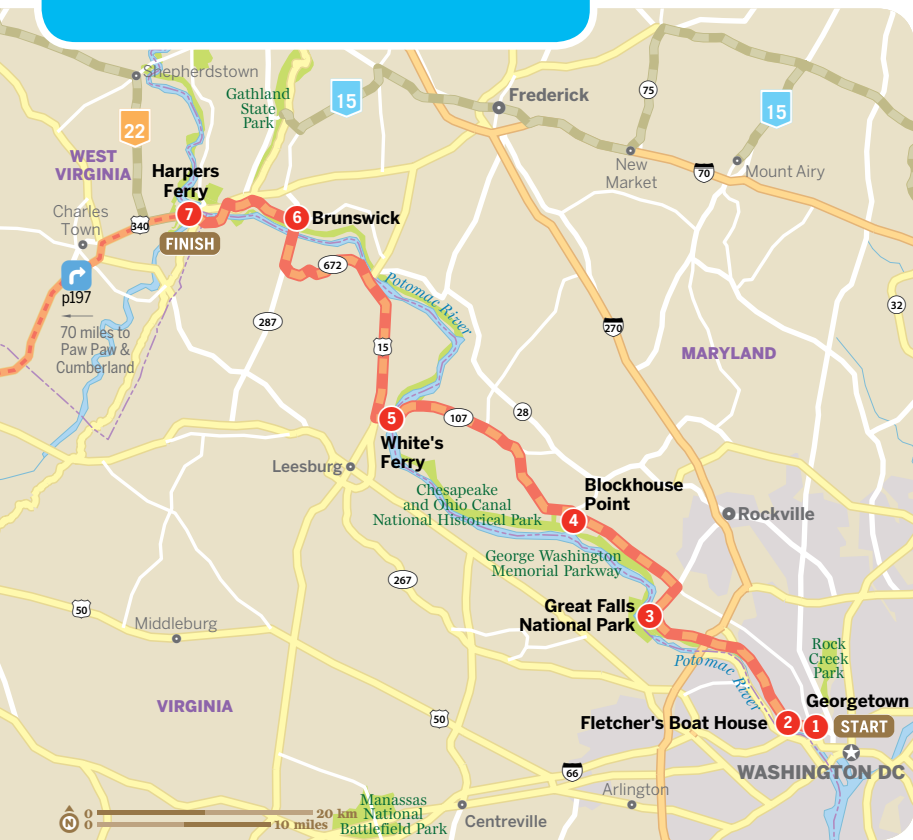 Shepherdstown
Gathland
State
Park
15
Frederick
75
15
22
WEST
VIRGINIA
Harpers
Ferry
New
Market
70
Mount Airy
Charles
Town
340
7
6
Brunswick
FINISH
672
Potomac River
p197
70 miles to
Paw Paw &
Cumberland
287
15
270
32
MARYLAND
5
107
28
White's
Ferry
Leesburg
Blockhouse
Point
Chesapeake
and Ohio Canal
National Historical Park
4
Rockville
George Washington
Memorial Parkway
267
50
Great Falls
National Park
3
Middleburg
Rock
Creek
Park
Potomac River
VIRGINIA
Georgetown
50
Fletcher's Boat House
2
1
START
WASHINGTON DC
66
Arlington
N
0
20 km
0
10 miles
Manassas
National
Battlefield Park
Centreville